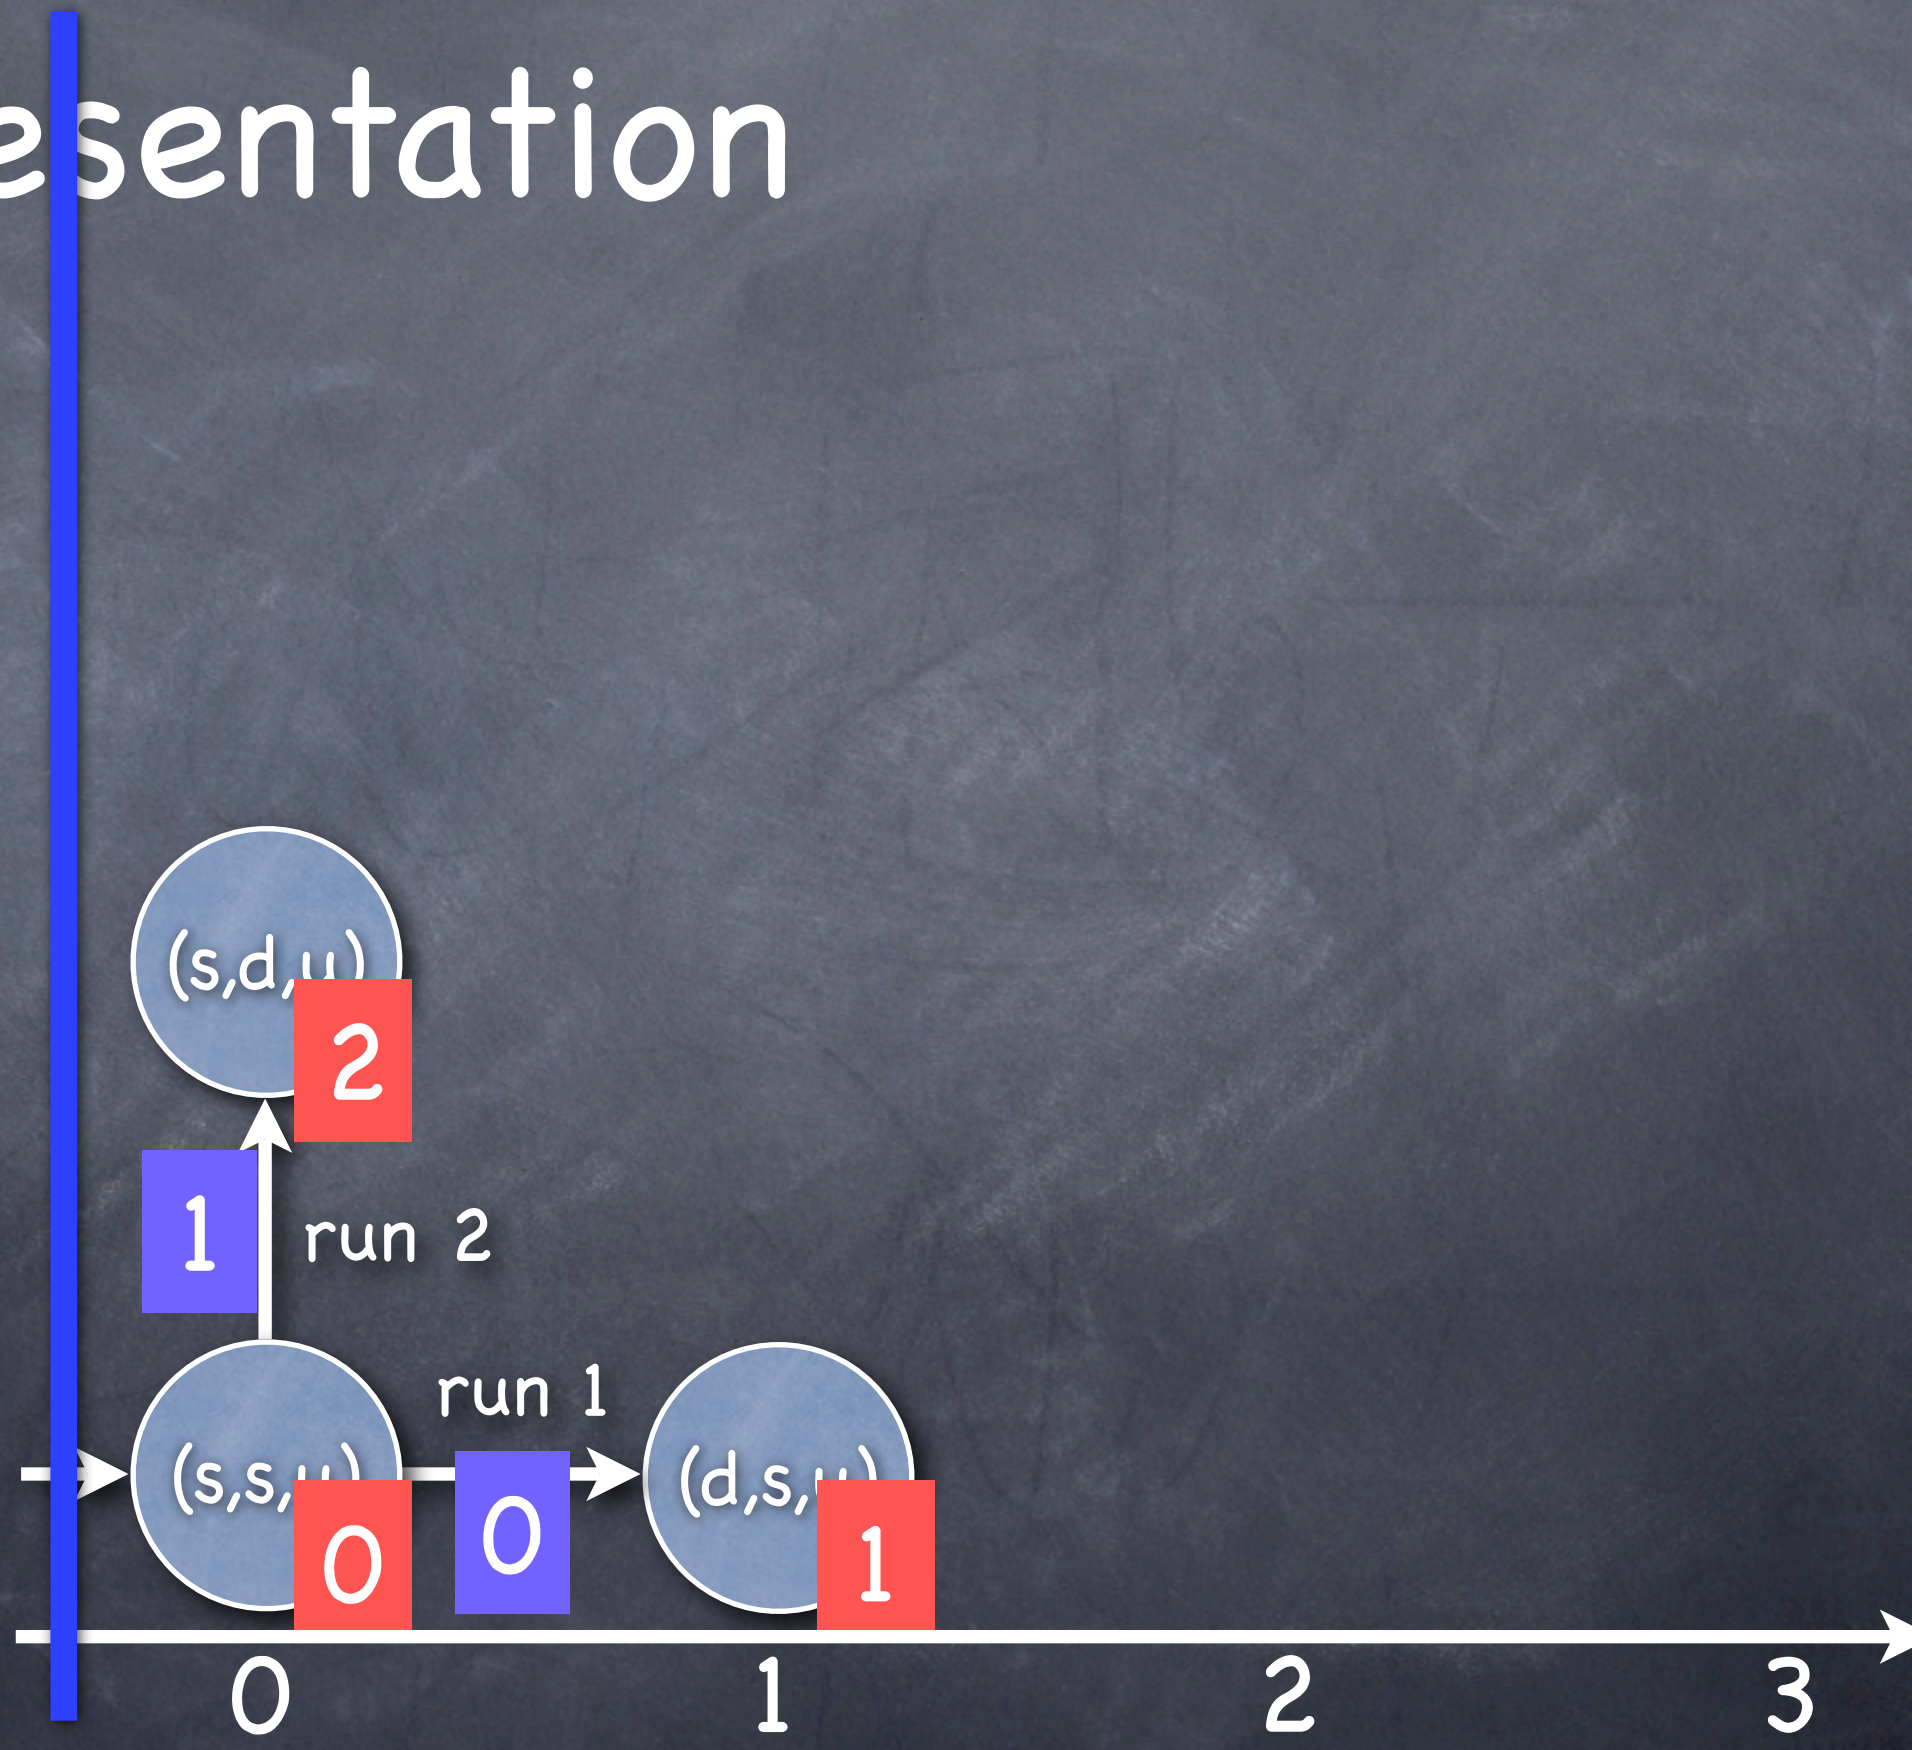 esentation
(s,d,u)
2
1
run 2
run 1
(s,s,u)
0
0
(d,s,u)
1
0 1 2 3